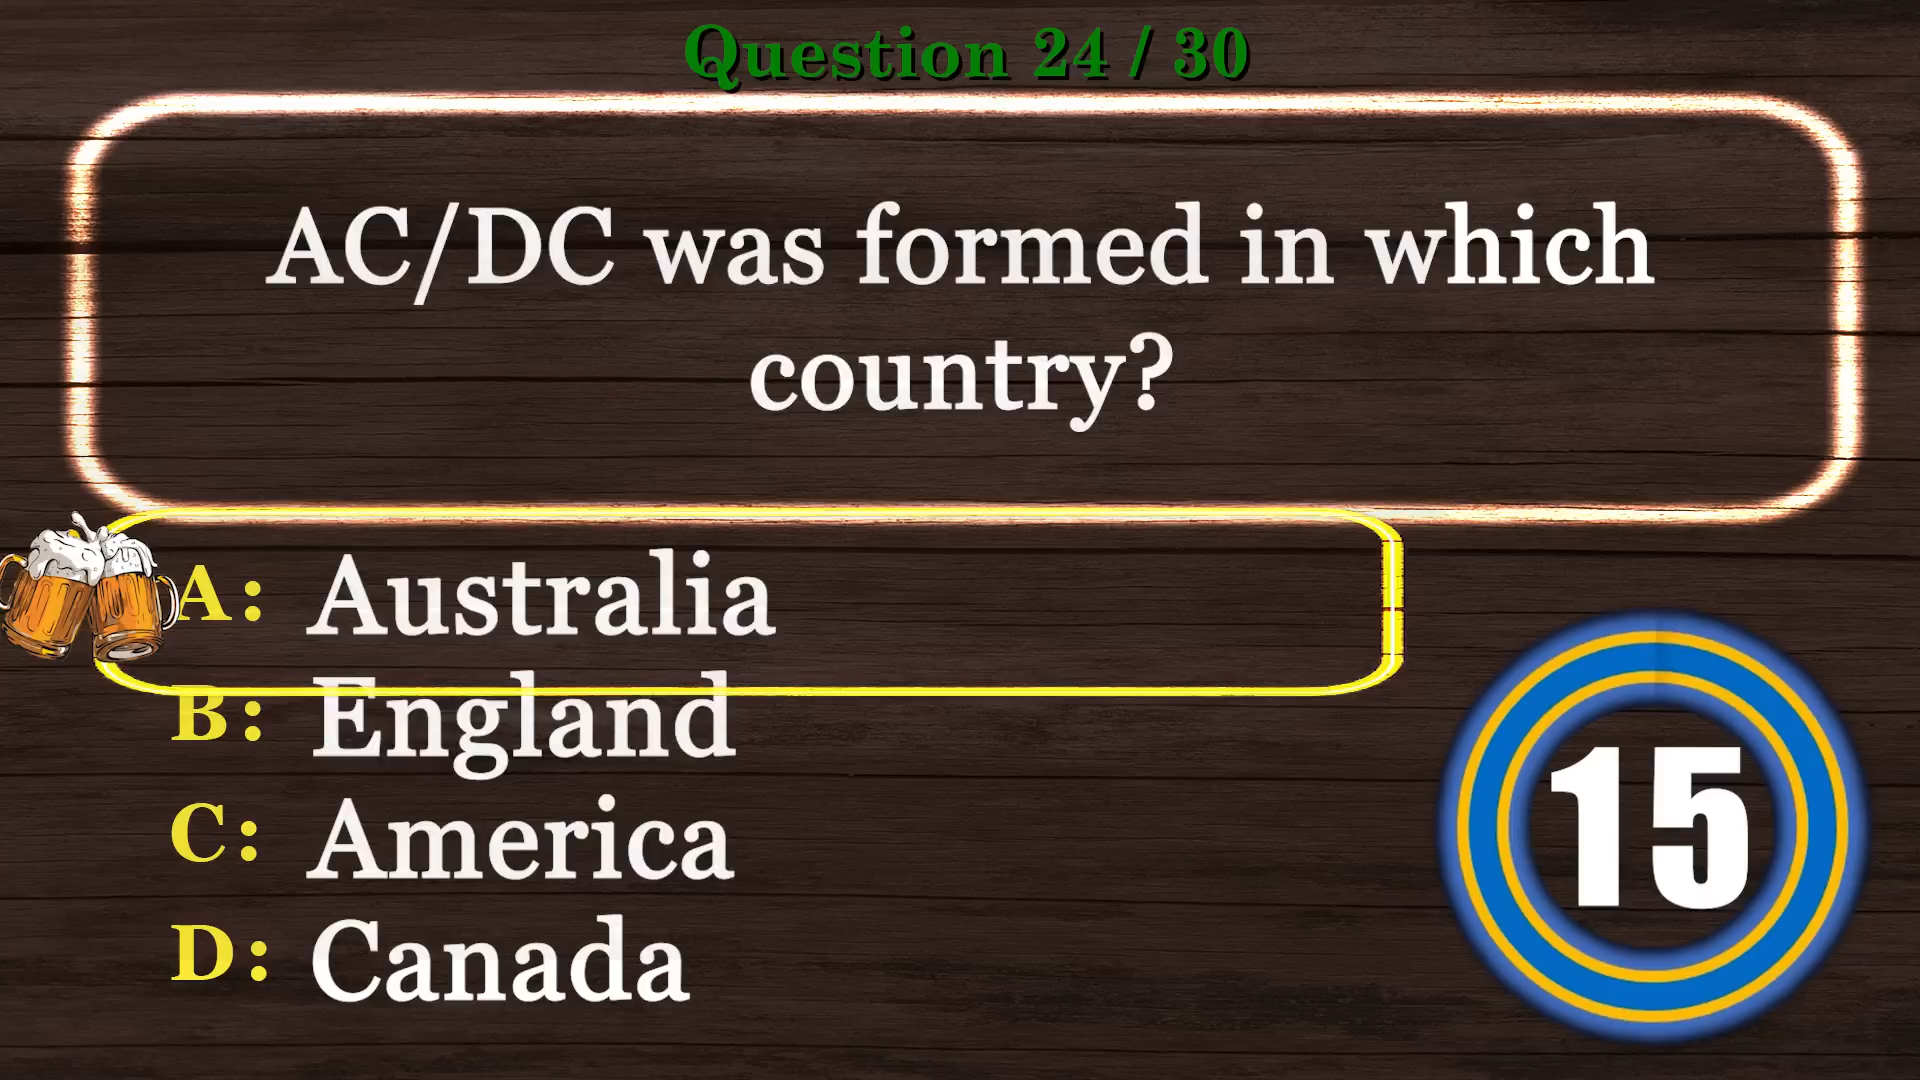 Question 24 / 30
AC/DC was formed in which
country?
A: Australia
B: England
C: America
D: Canada
15